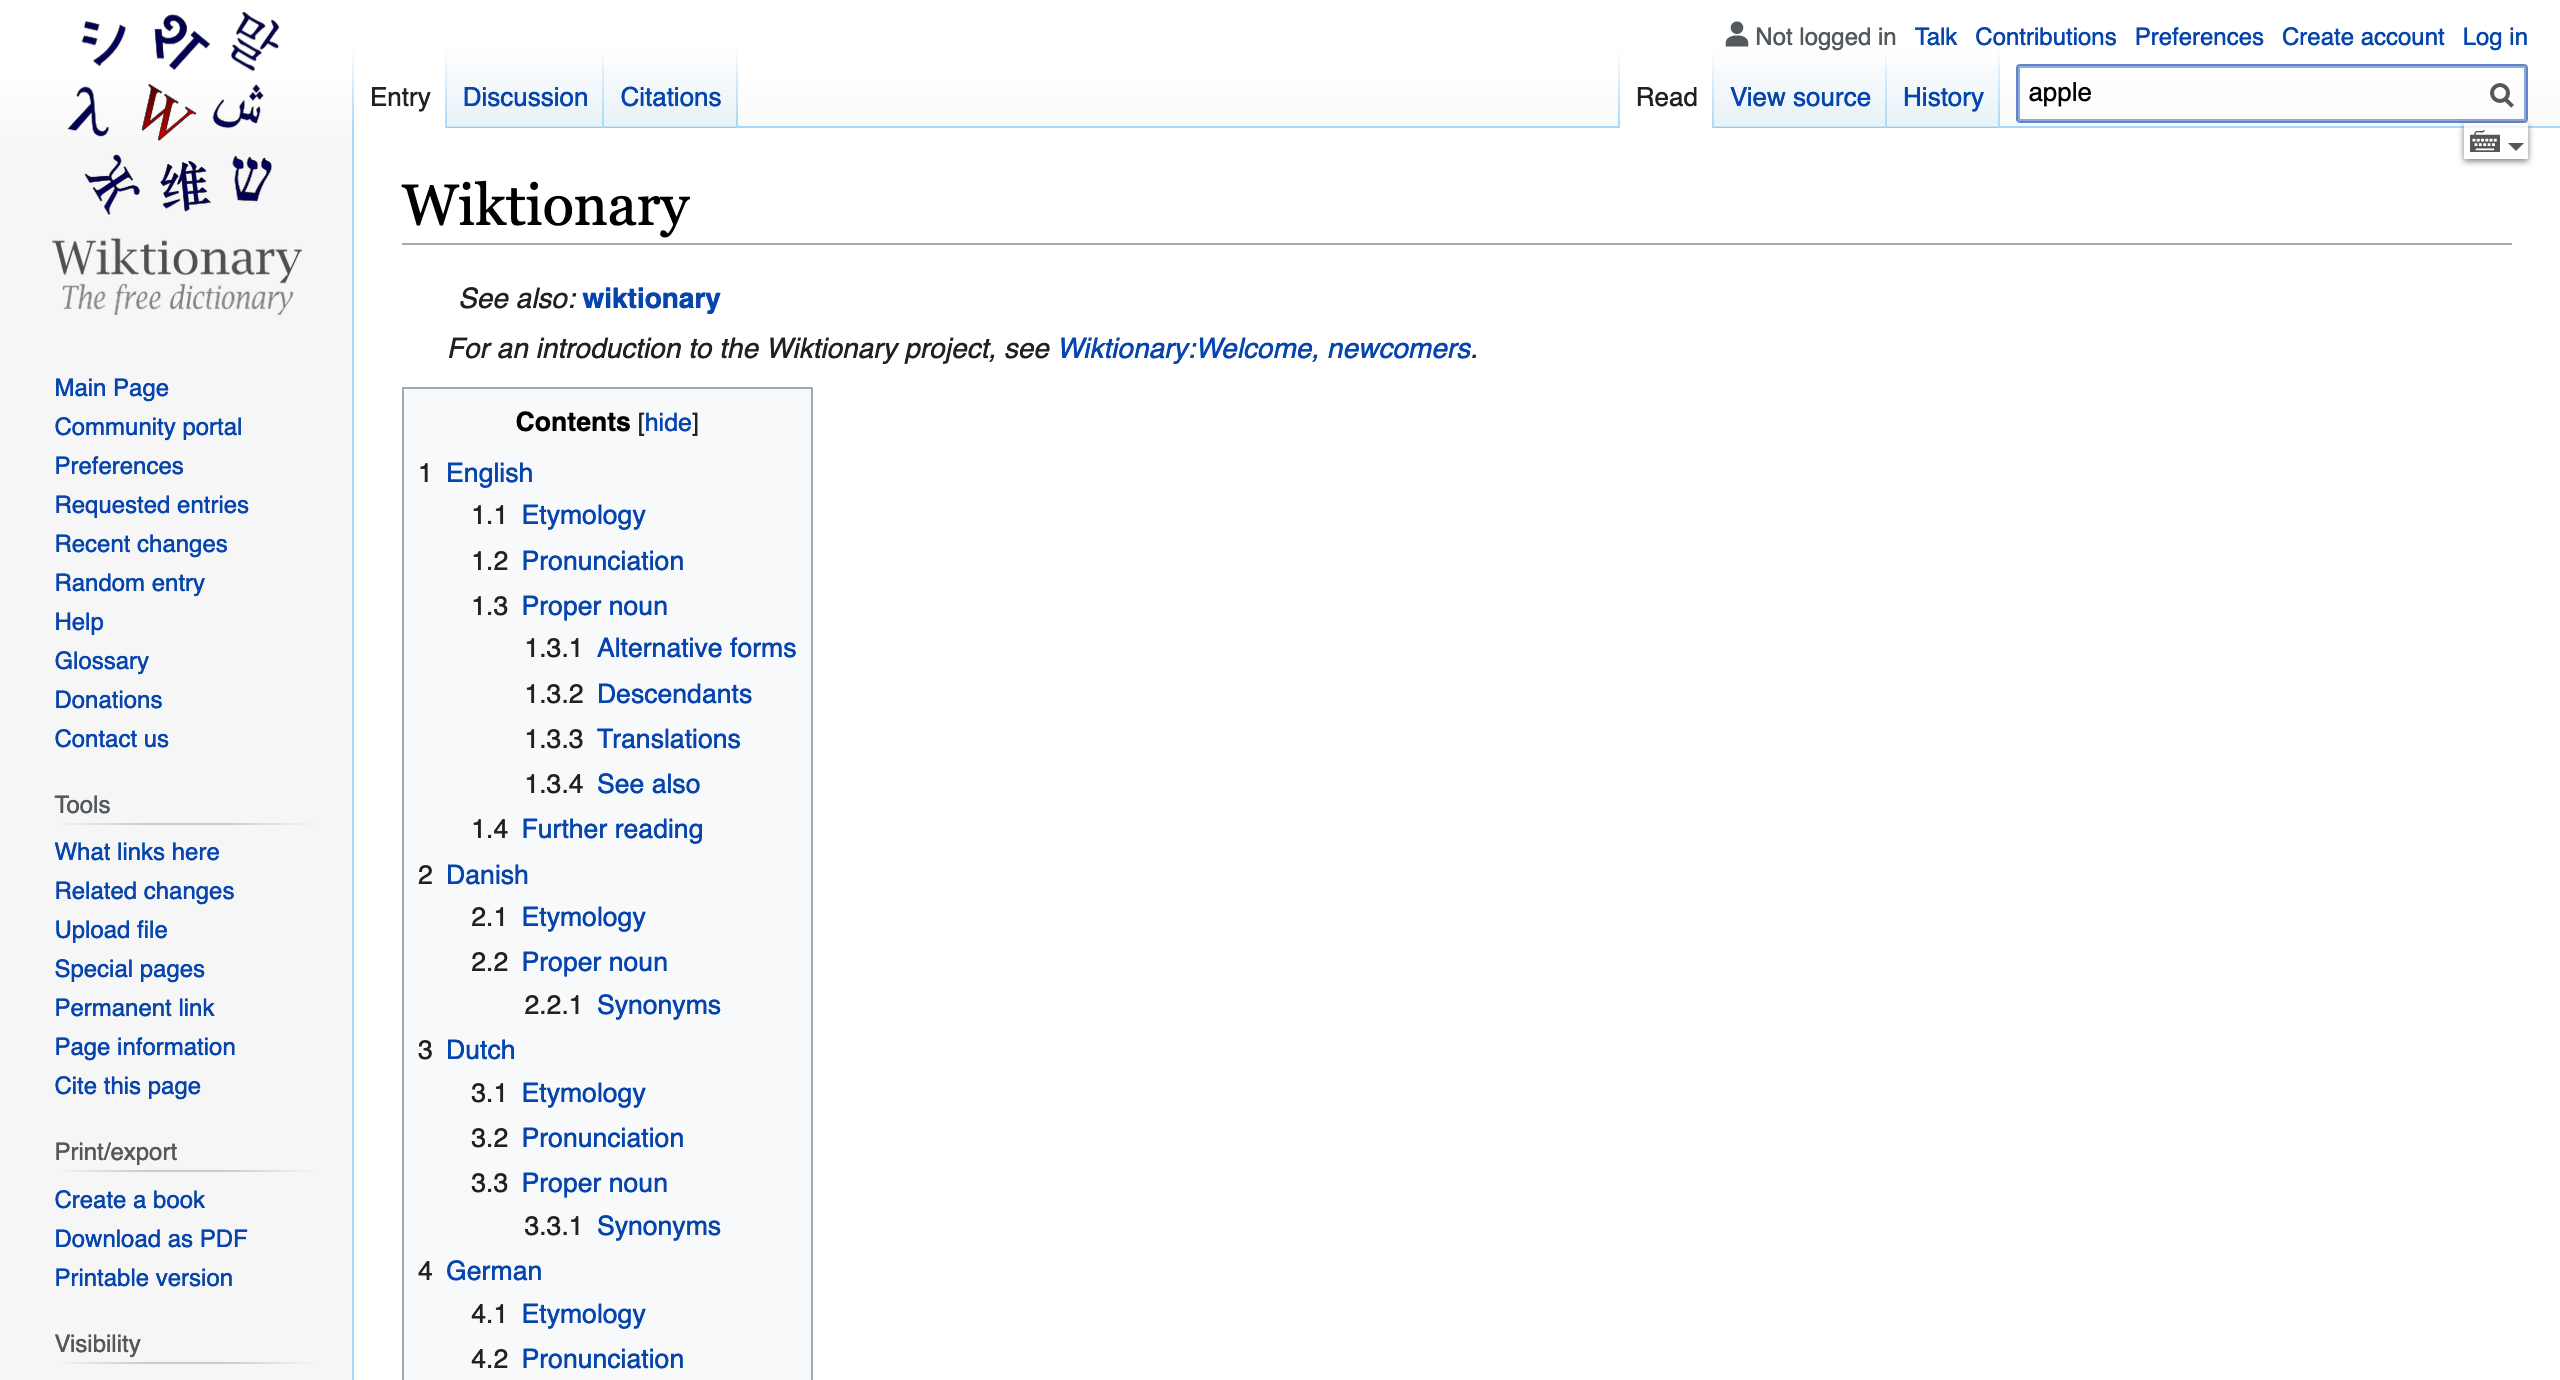 シ や 말
λ W ش
维 ש
Wiktionary
The free dictionary
Main Page
Community portal
Preferences
Requested entries
Recent changes
Random entry
Help
Glossary
Donations
Contact us
Tools
What links here
Related changes
Upload file
Special pages
Permanent link
Page information
Cite this page
Print/export
Create a book
Download as PDF
Printable version
Visibility
Not logged in Talk Contributions Preferences Create account Log in
Entry Discussion Citations Read View source History apple
Wiktionary
See also: wiktionary
For an introduction to the Wiktionary project, see Wiktionary:Welcome, newcomers.
Contents [hide]
1 English
1.1 Etymology
1.2 Pronunciation
1.3 Proper noun
1.3.1 Alternative forms
1.3.2 Descendants
1.3.3 Translations
1.3.4 See also
1.4 Further reading
2 Danish
2.1 Etymology
2.2 Proper noun
2.2.1 Synonyms
3 Dutch
3.1 Etymology
3.2 Pronunciation
3.3 Proper noun
3.3.1 Synonyms
4 German
4.1 Etymology
4.2 Pronunciation